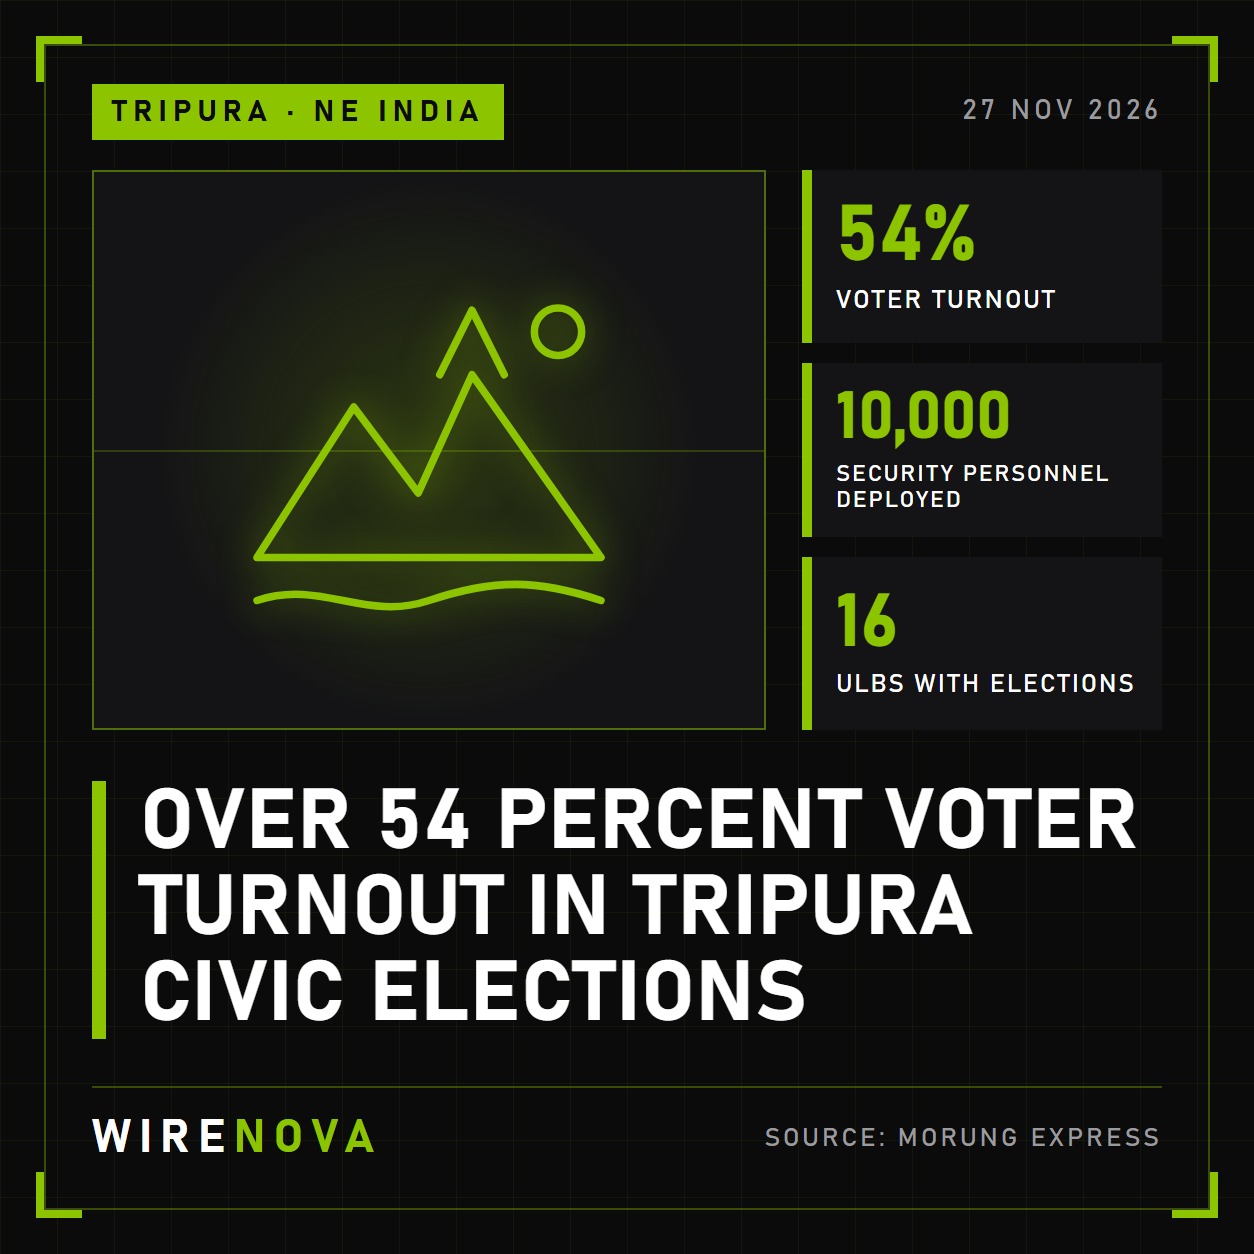 TRIPURA · NE INDIA
27 NOV 2026
54%
VOTER TURNOUT
10,000
SECURITY PERSONNEL
DEPLOYED
16
ULBS WITH ELECTIONS
OVER 54 PERCENT VOTER
TURNOUT IN TRIPURA
CIVIC ELECTIONS
WIRENOVA
SOURCE: MORUNG EXPRESS